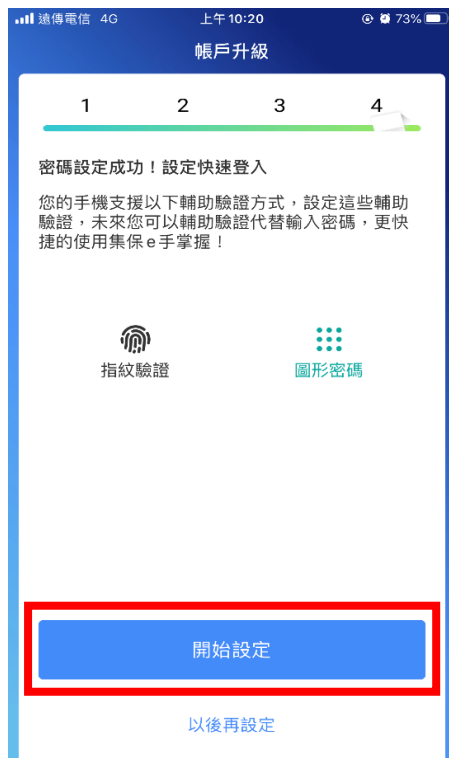 遠傳電信 4G 上午10:20 73%
帳戶升級
1 2 3 4
密碼設定成功！設定快速登入
您的手機支援以下輔助驗證方式，設定這些輔助
驗證，未來您可以輔助驗證代替輸入密碼，更快
捷的使用集保e手掌握！
指紋驗證 圖形密碼
開始設定
以後再設定